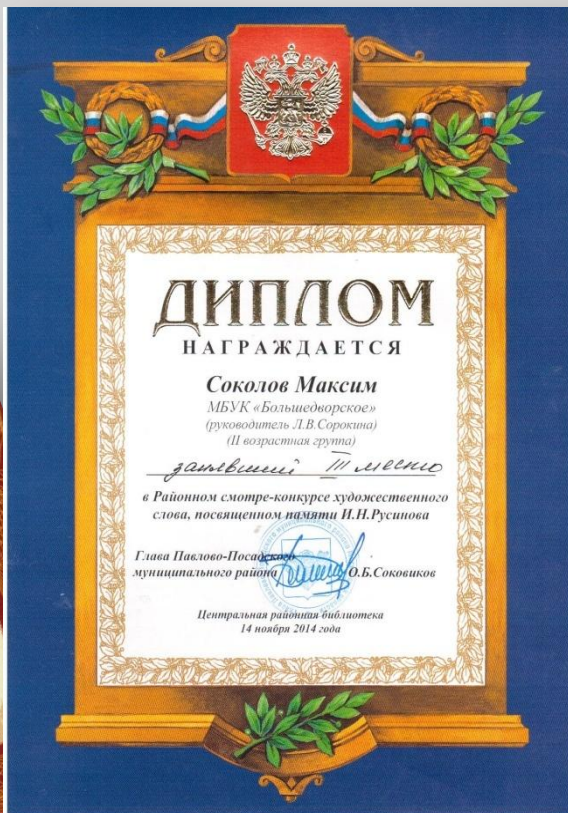 ДИПЛОМ
НАГРАЖДАЕТСЯ
Соколов Максим
МБУК «Большедворское»
(руководитель Л.В.Сорокина)
(II возрастная группа)
занявший III место
в Районном смотре-конкурсе художественного
слова, посвященном памяти И.Н.Русинова
Глава Павлово-Посадского
муниципального района О.Б.Соковиков
Центральная районная библиотека
14 ноября 2014 года